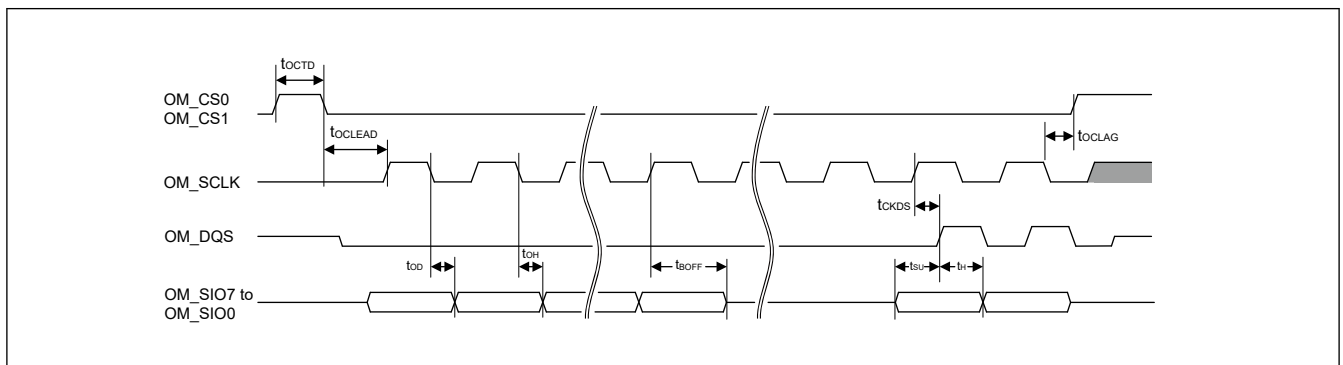 tOCTD
OM_CS0
OM_CS1
tOCLEAD
tOCLAG
OM_SCLK
tCKDS
OM_DQS
tOD
tOH
tBOFF
tSU
tH
OM_SIO7 to
OM_SIO0